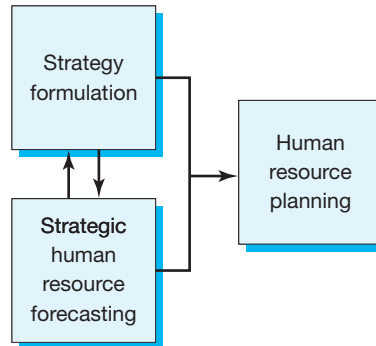 Strategy
formulation
Human
resource
planning
Strategic
human
resource
forecasting